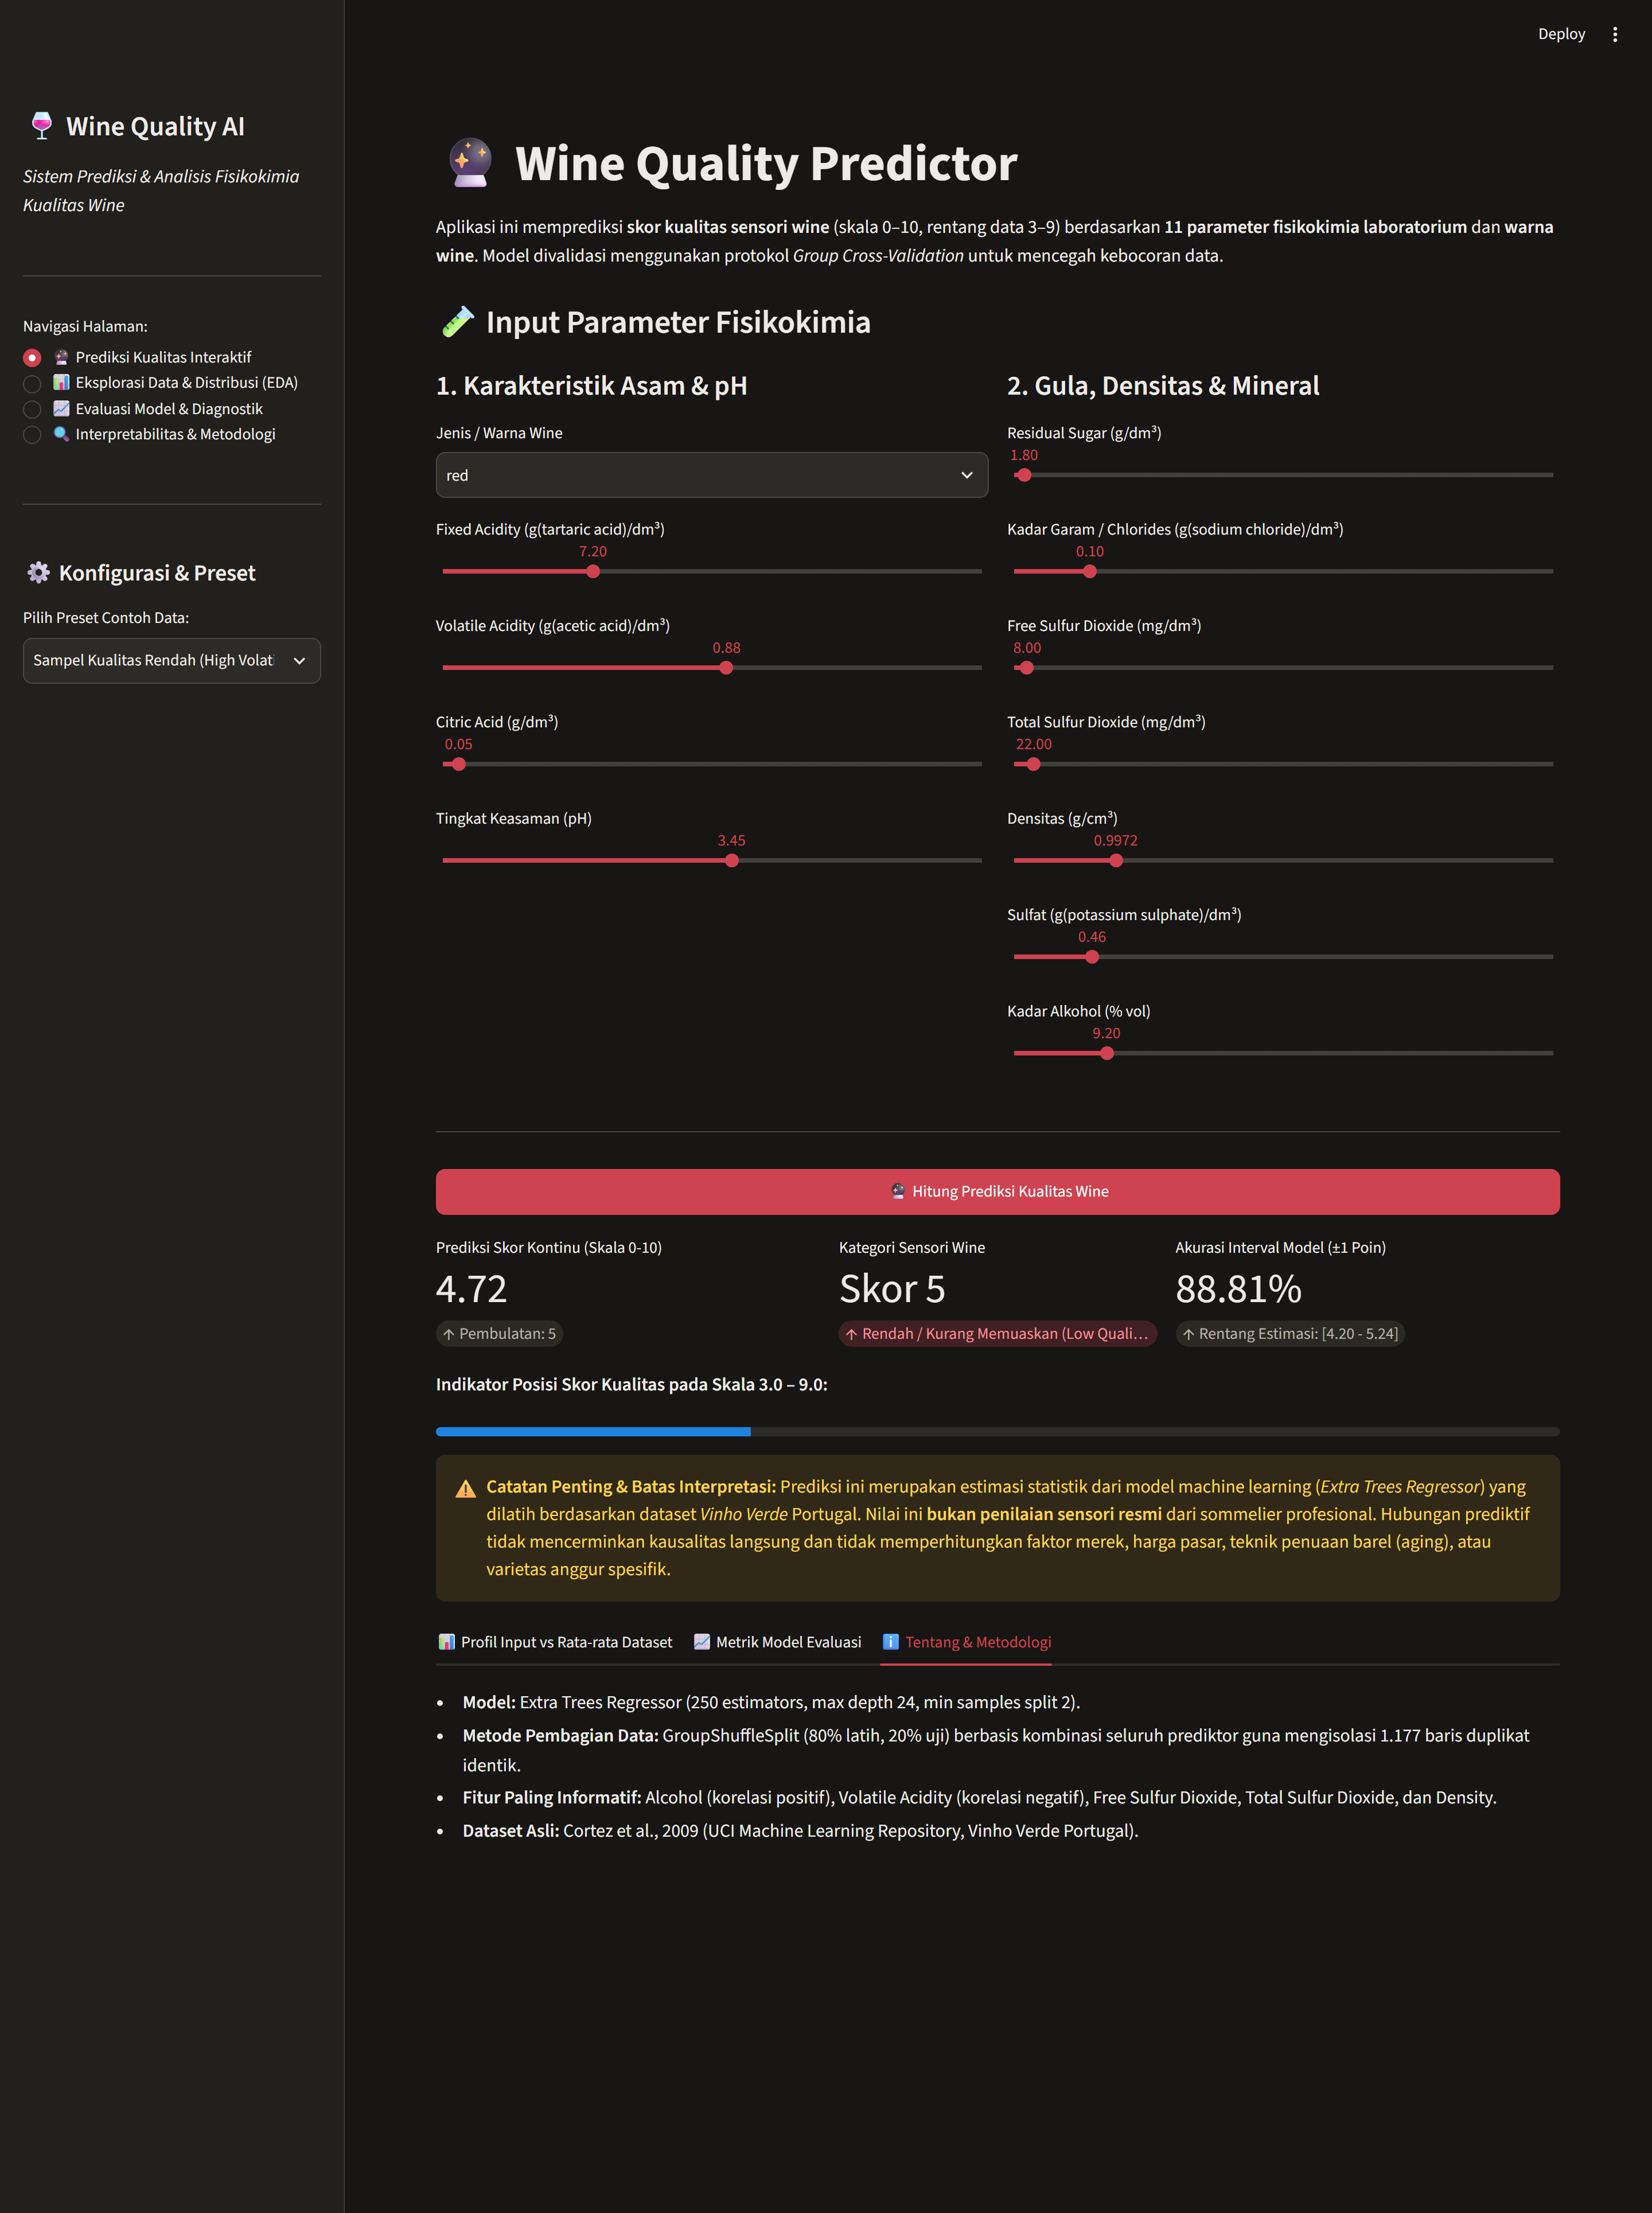 Deploy
Wine Quality AI
Sistem Prediksi & Analisis Fisikokimia
Kualitas Wine
Navigasi Halaman:
Prediksi Kualitas Interaktif
Eksplorasi Data & Distribusi (EDA)
Evaluasi Model & Diagnostik
Interpretabilitas & Metodologi
Konfigurasi & Preset
Pilih Preset Contoh Data:
Sampel Kualitas Rendah (High Volati
Wine Quality Predictor
Aplikasi ini memprediksi skor kualitas sensori wine (skala 0–10, rentang data 3–9) berdasarkan 11 parameter fisikokimia laboratorium dan warna
wine. Model divalidasi menggunakan protokol Group Cross-Validation untuk mencegah kebocoran data.
Input Parameter Fisikokimia
1. Karakteristik Asam & pH
Jenis / Warna Wine
red
Fixed Acidity (g(tartaric acid)/dm³)
7.20
Volatile Acidity (g(acetic acid)/dm³)
0.88
Citric Acid (g/dm³)
0.05
Tingkat Keasaman (pH)
3.45
2. Gula, Densitas & Mineral
Residual Sugar (g/dm³)
1.80
Kadar Garam / Chlorides (g(sodium chloride)/dm³)
0.10
Free Sulfur Dioxide (mg/dm³)
8.00
Total Sulfur Dioxide (mg/dm³)
22.00
Densitas (g/cm³)
0.9972
Sulfat (g(potassium sulphate)/dm³)
0.46
Kadar Alkohol (% vol)
9.20
Hitung Prediksi Kualitas Wine
Prediksi Skor Kontinu (Skala 0-10)
4.72
↑ Pembulatan: 5
Kategori Sensori Wine
Skor 5
↑ Rendah / Kurang Memuaskan (Low Quali…
Akurasi Interval Model (±1 Poin)
88.81%
↑ Rentang Estimasi: [4.20 - 5.24]
Indikator Posisi Skor Kualitas pada Skala 3.0 – 9.0:
Catatan Penting & Batas Interpretasi: Prediksi ini merupakan estimasi statistik dari model machine learning (Extra Trees Regressor) yang
dilatih berdasarkan dataset Vinho Verde Portugal. Nilai ini bukan penilaian sensori resmi dari sommelier profesional. Hubungan prediktif
tidak mencerminkan kausalitas langsung dan tidak memperhitungkan faktor merek, harga pasar, teknik penuaan barel (aging), atau
varietas anggur spesifik.
Profil Input vs Rata-rata Dataset
Metrik Model Evaluasi
Tentang & Metodologi
• Model: Extra Trees Regressor (250 estimators, max depth 24, min samples split 2).
• Metode Pembagian Data: GroupShuffleSplit (80% latih, 20% uji) berbasis kombinasi seluruh prediktor guna mengisolasi 1.177 baris duplikat
identik.
• Fitur Paling Informatif: Alcohol (korelasi positif), Volatile Acidity (korelasi negatif), Free Sulfur Dioxide, Total Sulfur Dioxide, dan Density.
• Dataset Asli: Cortez et al., 2009 (UCI Machine Learning Repository, Vinho Verde Portugal).